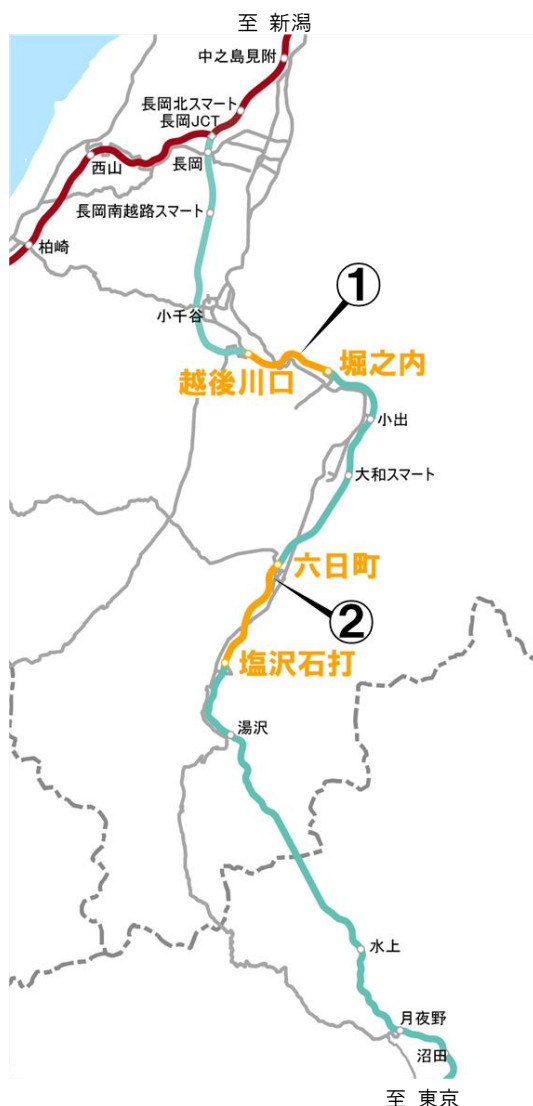 至 新潟
中之島見附
長岡北スマート
長岡JCT
長岡
西山
長岡南越路スマート
柏崎
小千谷
①
越後川口
堀之内
小出
大和スマート
六日町
②
塩沢石打
湯沢
水上
月夜野
沼田
至 東京